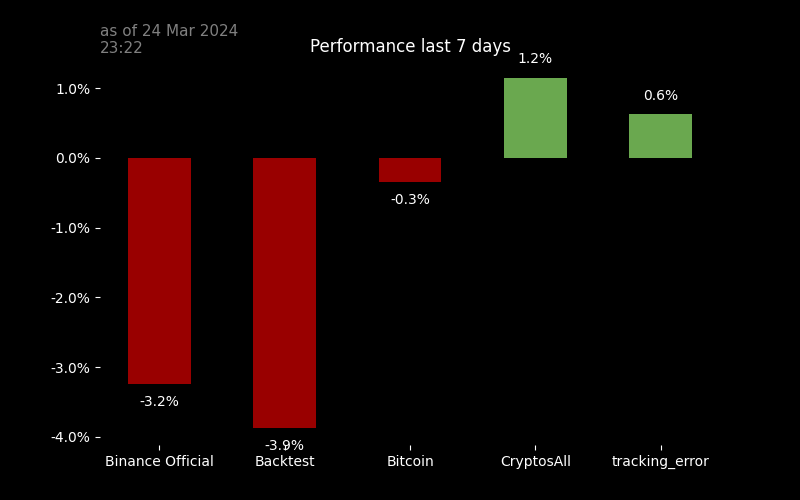 as of 24 Mar 2024
23:22
Performance last 7 days
1.2%
1.0%
0.6%
0.0%
-0.3%
-1.0%
-2.0%
-3.0%
-3.2%
-4.0%
-3.9%
Binance Official
Backtest
Bitcoin
CryptosAll
tracking_error